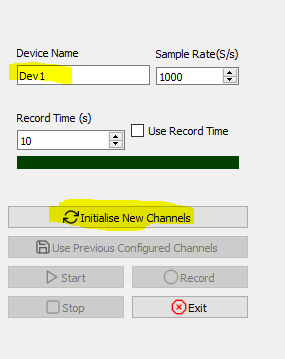 Device Name Sample Rate(S/s)
Dev1 1000
Record Time (s)
10 Use Record Time
Initialise New Channels
Use Previous Configured Channels
Start Record
Stop Exit